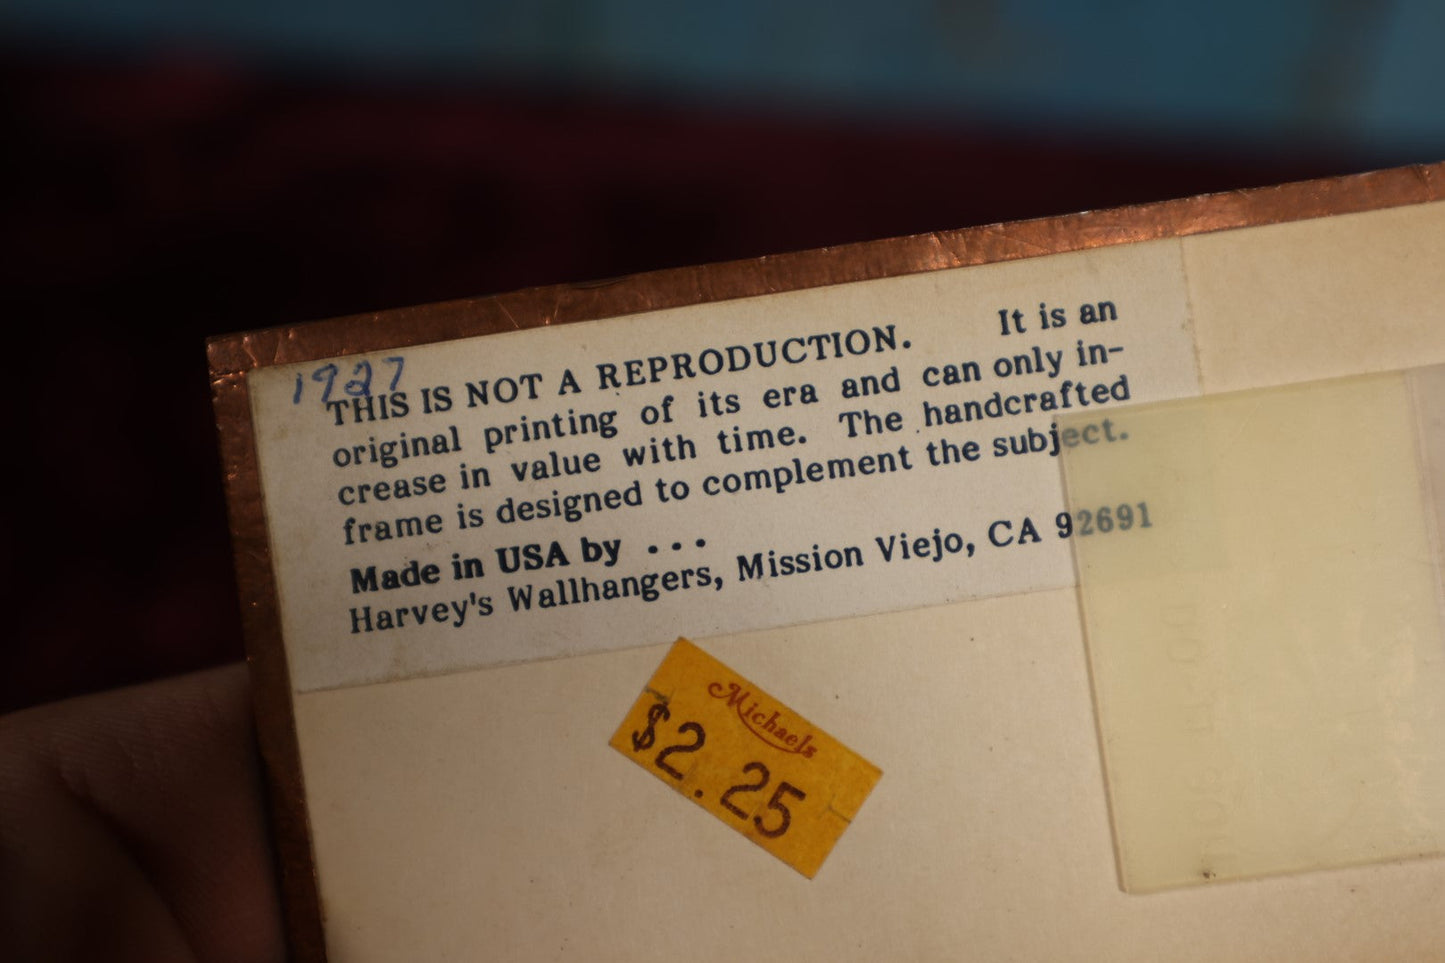 1927
THIS IS NOT A REPRODUCTION. It is an
original printing of its era and can only in-
crease in value with time. The handcrafted
frame is designed to complement the subject.
Made in USA by ...
Harvey's Wallhangers, Mission Viejo, CA 92691
Michaels
$2.25